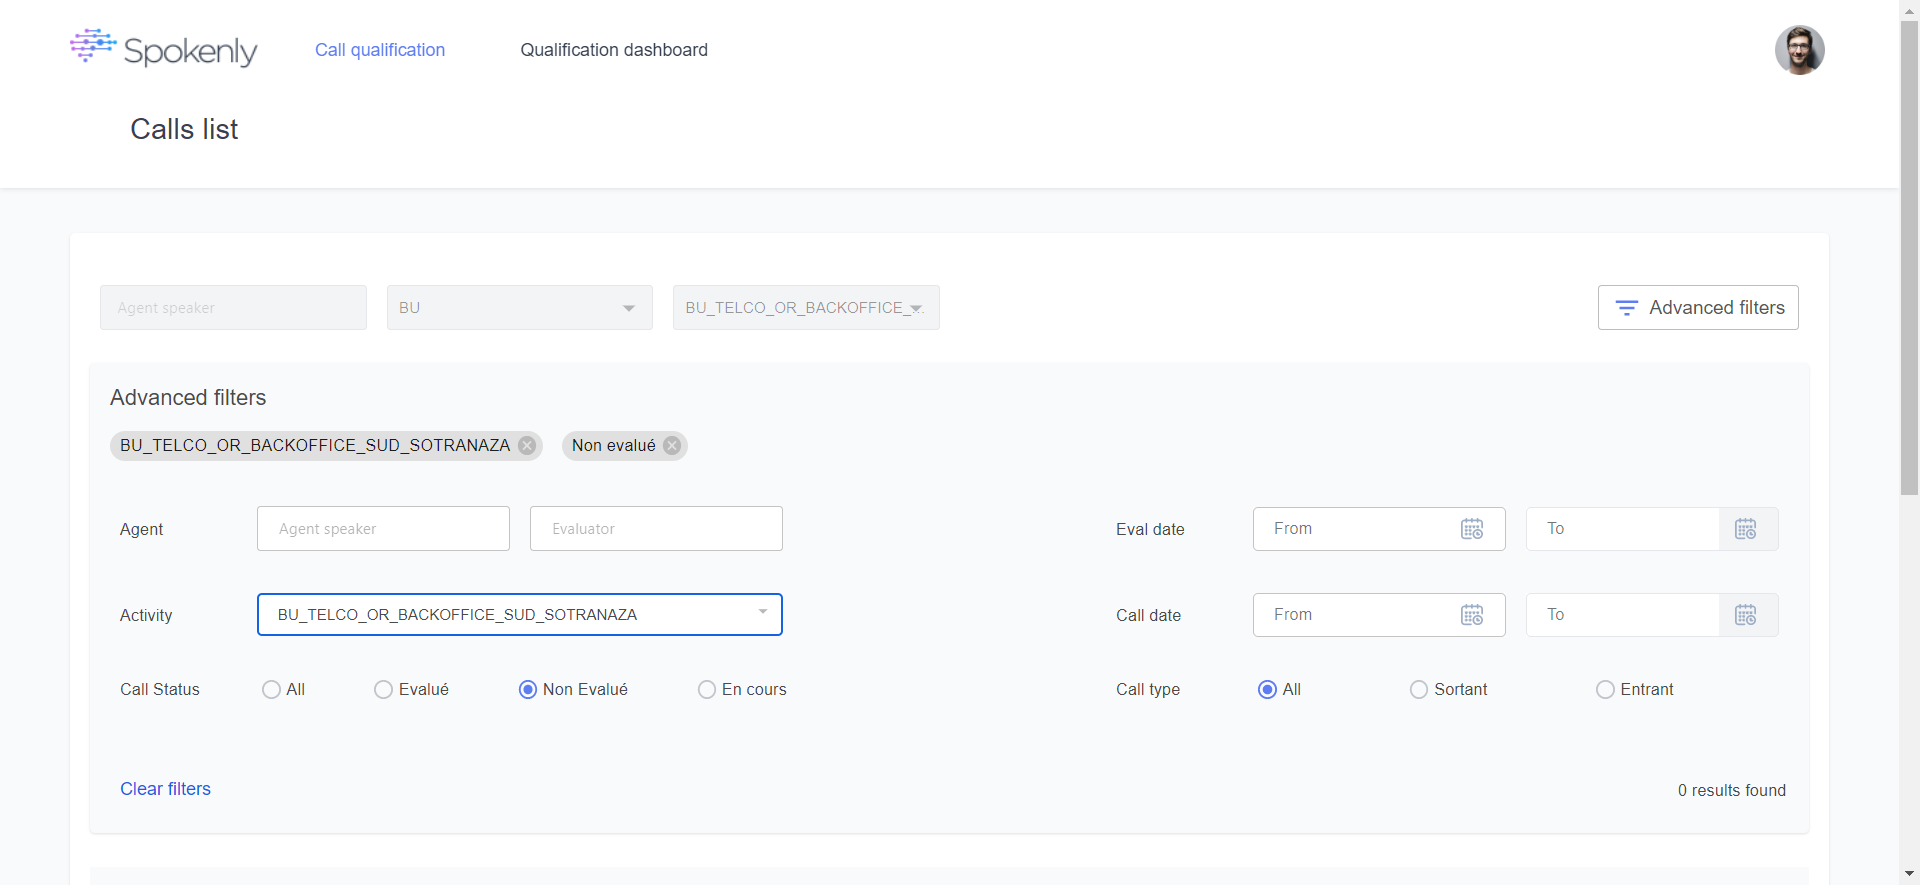 Spokenly
Call qualification
Qualification dashboard
Calls list
Agent speaker
BU
BU_TELCO_OR_BACKOFFICE_...
Advanced filters
Advanced filters
BU_TELCO_OR_BACKOFFICE_SUD_SOTRANAZA
Non evalué
Agent
Agent speaker
Evaluator
Eval date
From
To
Activity
BU_TELCO_OR_BACKOFFICE_SUD_SOTRANAZA
Call date
From
To
Call Status
All
Evalué
Non Evalué
En cours
Call type
All
Sortant
Entrant
Clear filters
0 results found